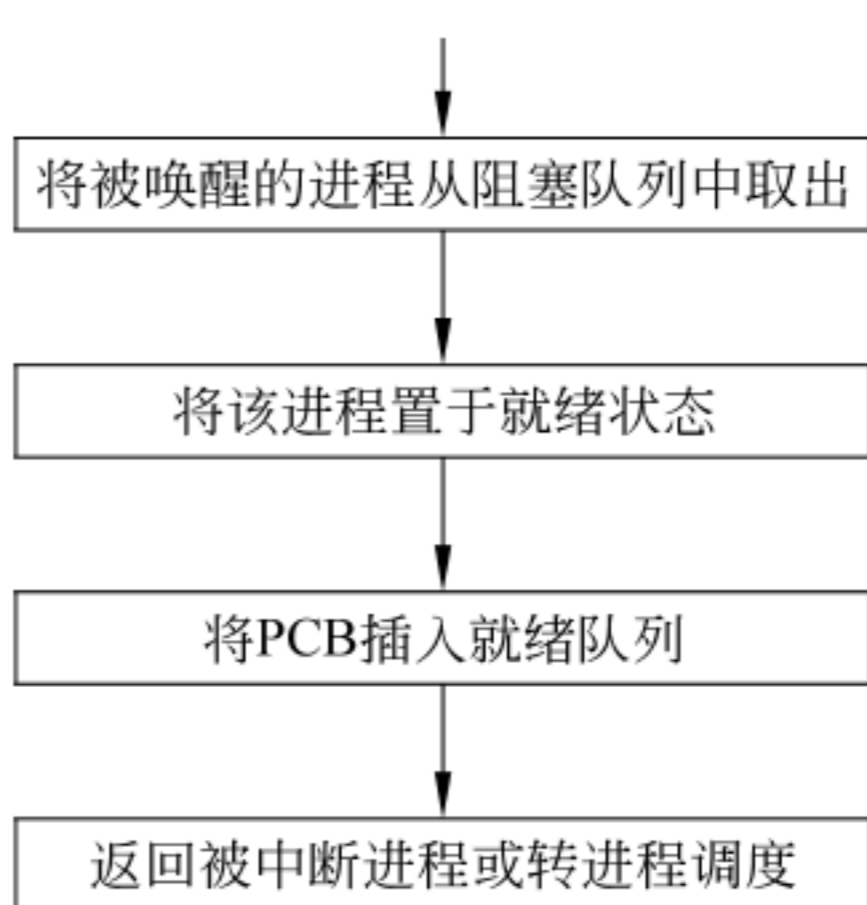 将被唤醒的进程从阻塞队列中取出
将该进程置于就绪状态
将PCB插入就绪队列
返回被中断进程或转进程调度